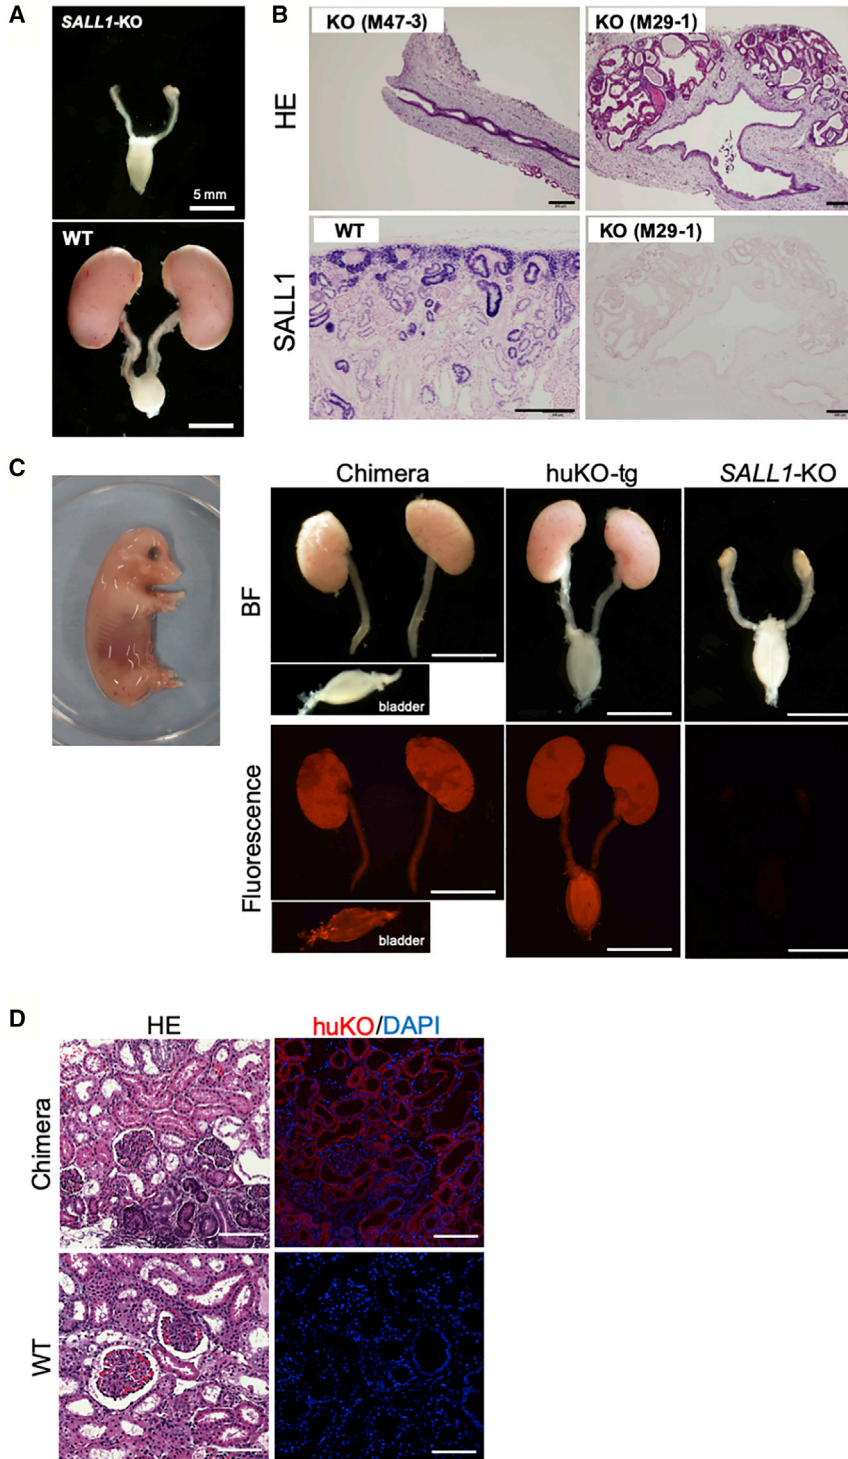 A
SALL1-KO
5 mm
WT
B
KO (M47-3)
KO (M29-1)
HE
WT
KO (M29-1)
SALL1
C
Chimera
huKO-tg
SALL1-KO
BF
bladder
Fluorescence
bladder
D
HE
huKO/DAPI
Chimera
WT